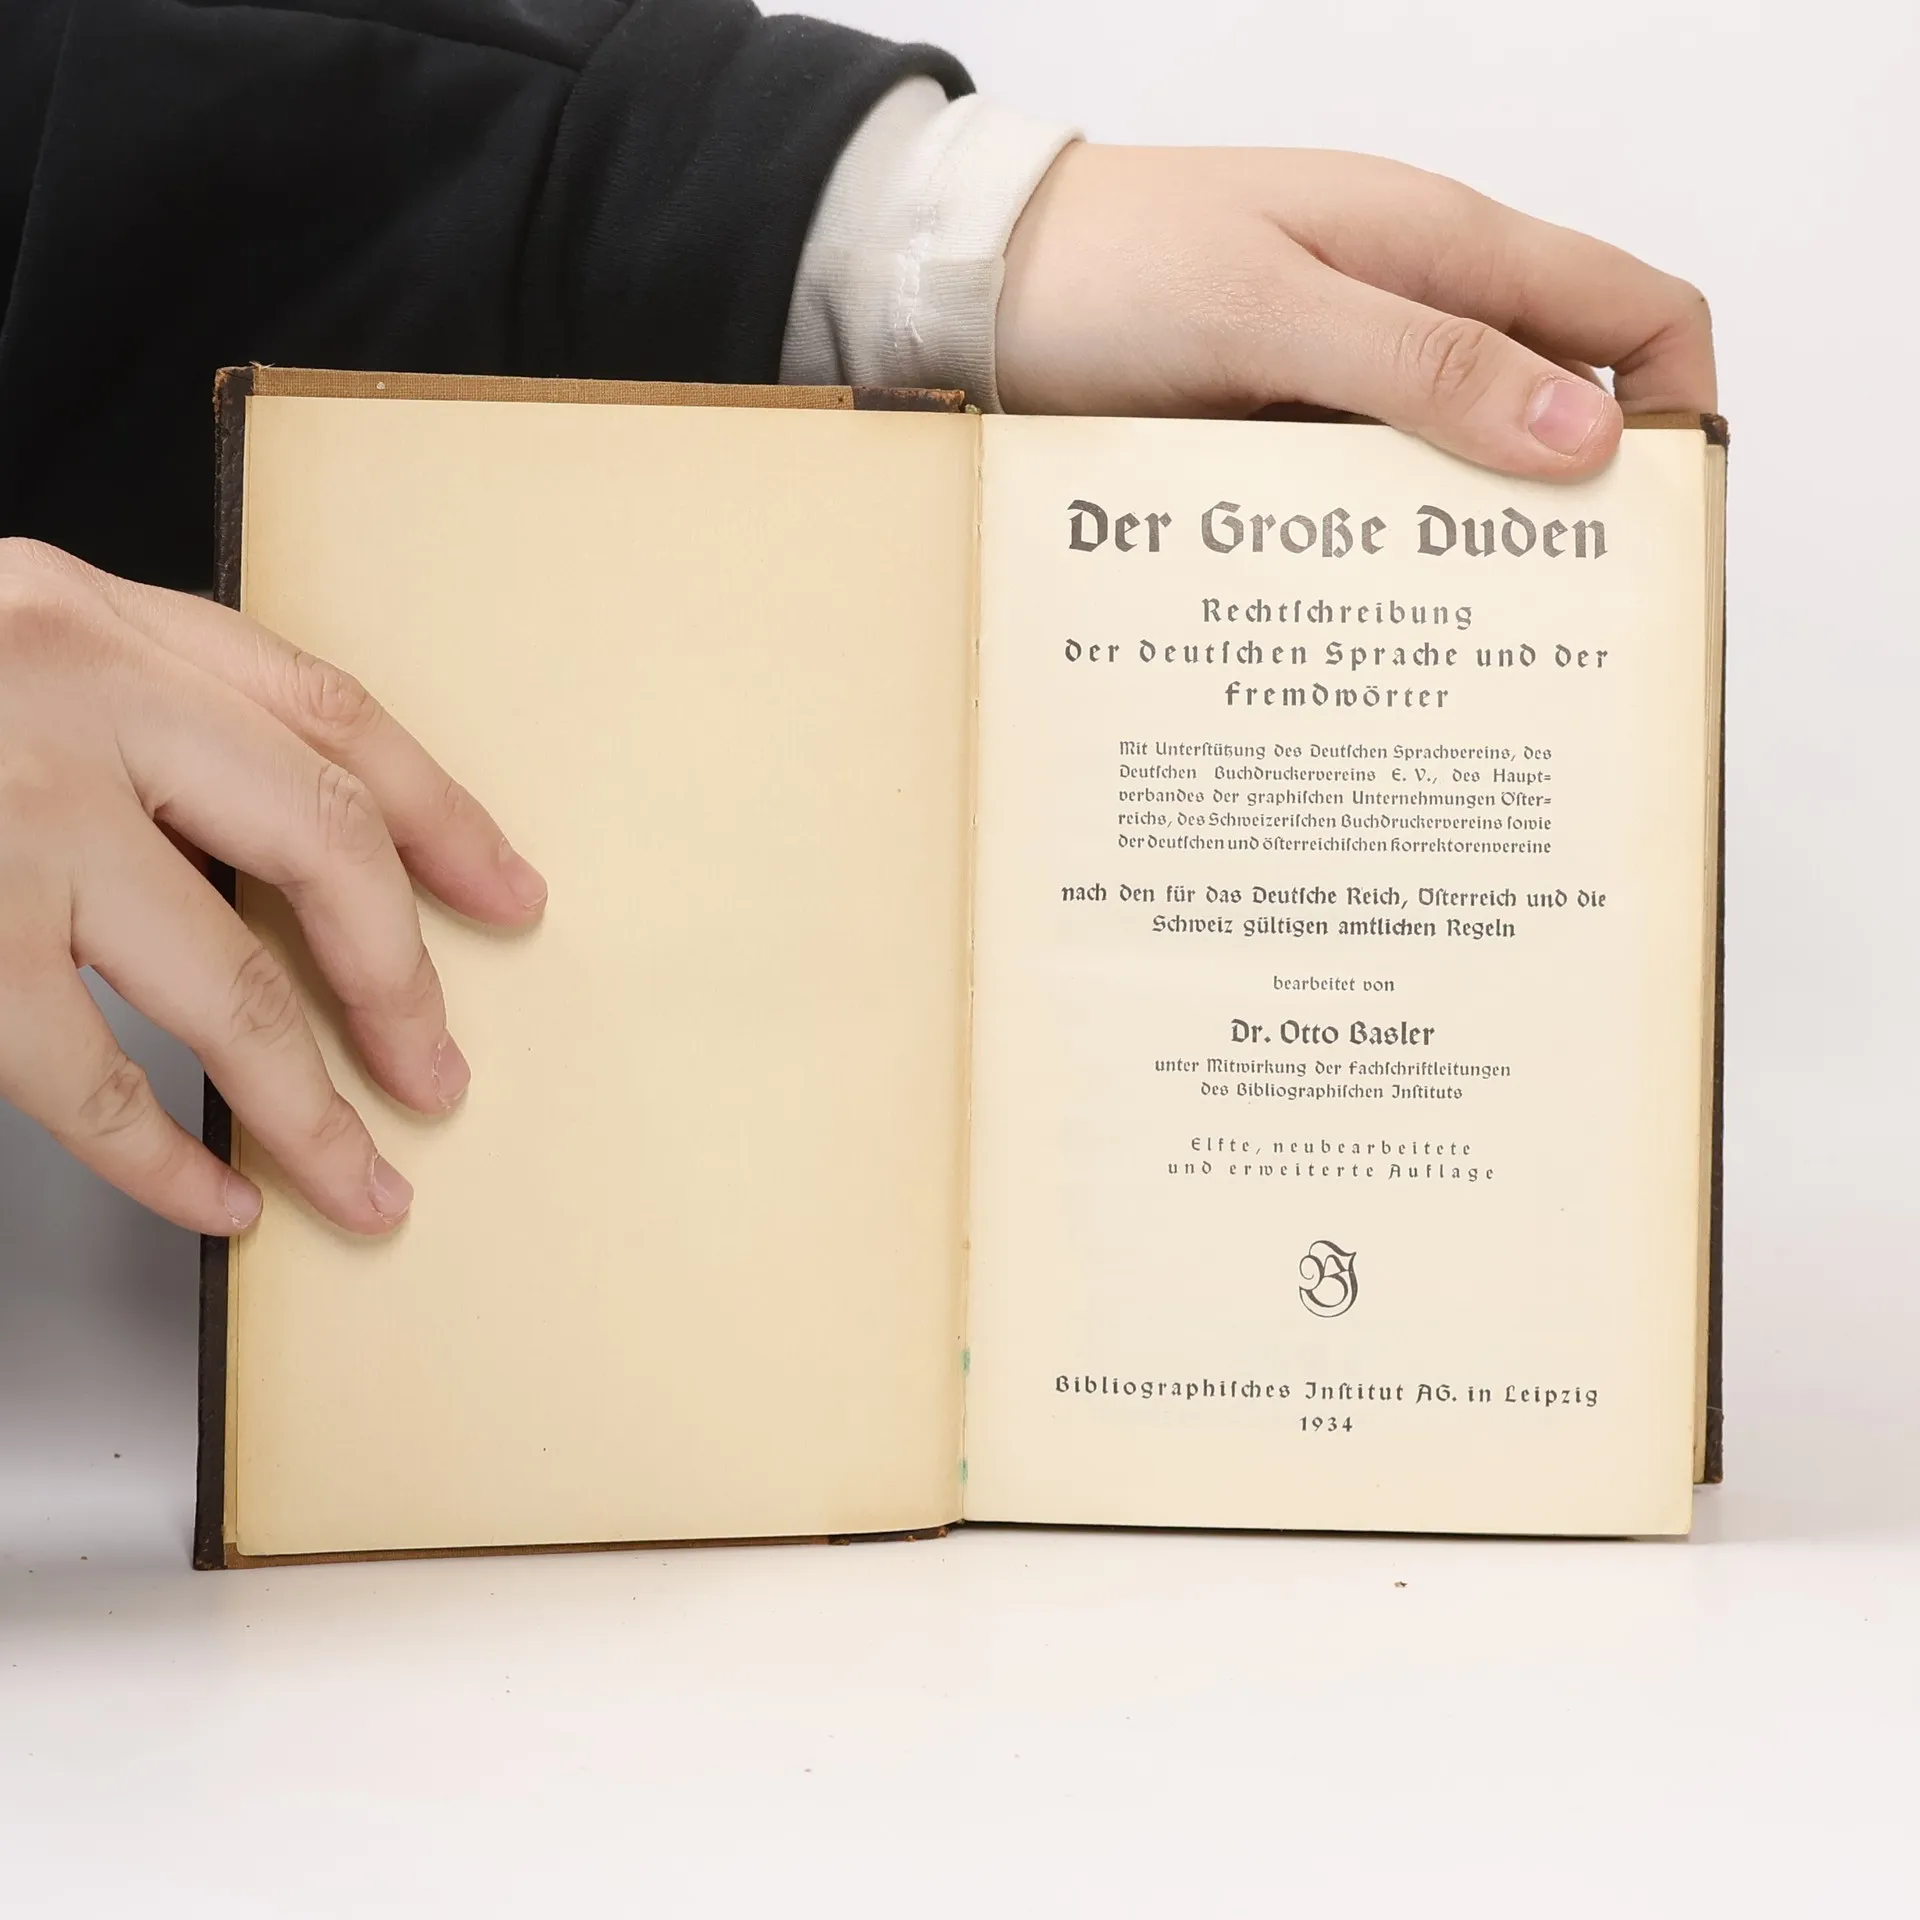 Der Große Duden
Rechtſchreibung
der deutſchen Sprache und der
Fremdwörter
Mit Unterſtützung des Deutſchen Sprachvereins, des
Deutſchen Buchdruckervereins E. V., des Haupt=
verbandes der graphiſchen Unternehmungen Öſter=
reichs, des Schweizeriſchen Buchdruckervereins ſowie
der deutſchen und öſterreichiſchen Korrektorenvereine
nach den für das Deutſche Reich, Öſterreich und die
Schweiz gültigen amtlichen Regeln
bearbeitet von
Dr. Otto Basler
unter Mitwirkung der Fachſchriftleitungen
des Bibliographiſchen Inſtituts
Elfte, neubearbeitete
und erweiterte Auflage
BI
Bibliographiſches Inſtitut AG. in Leipzig
1934